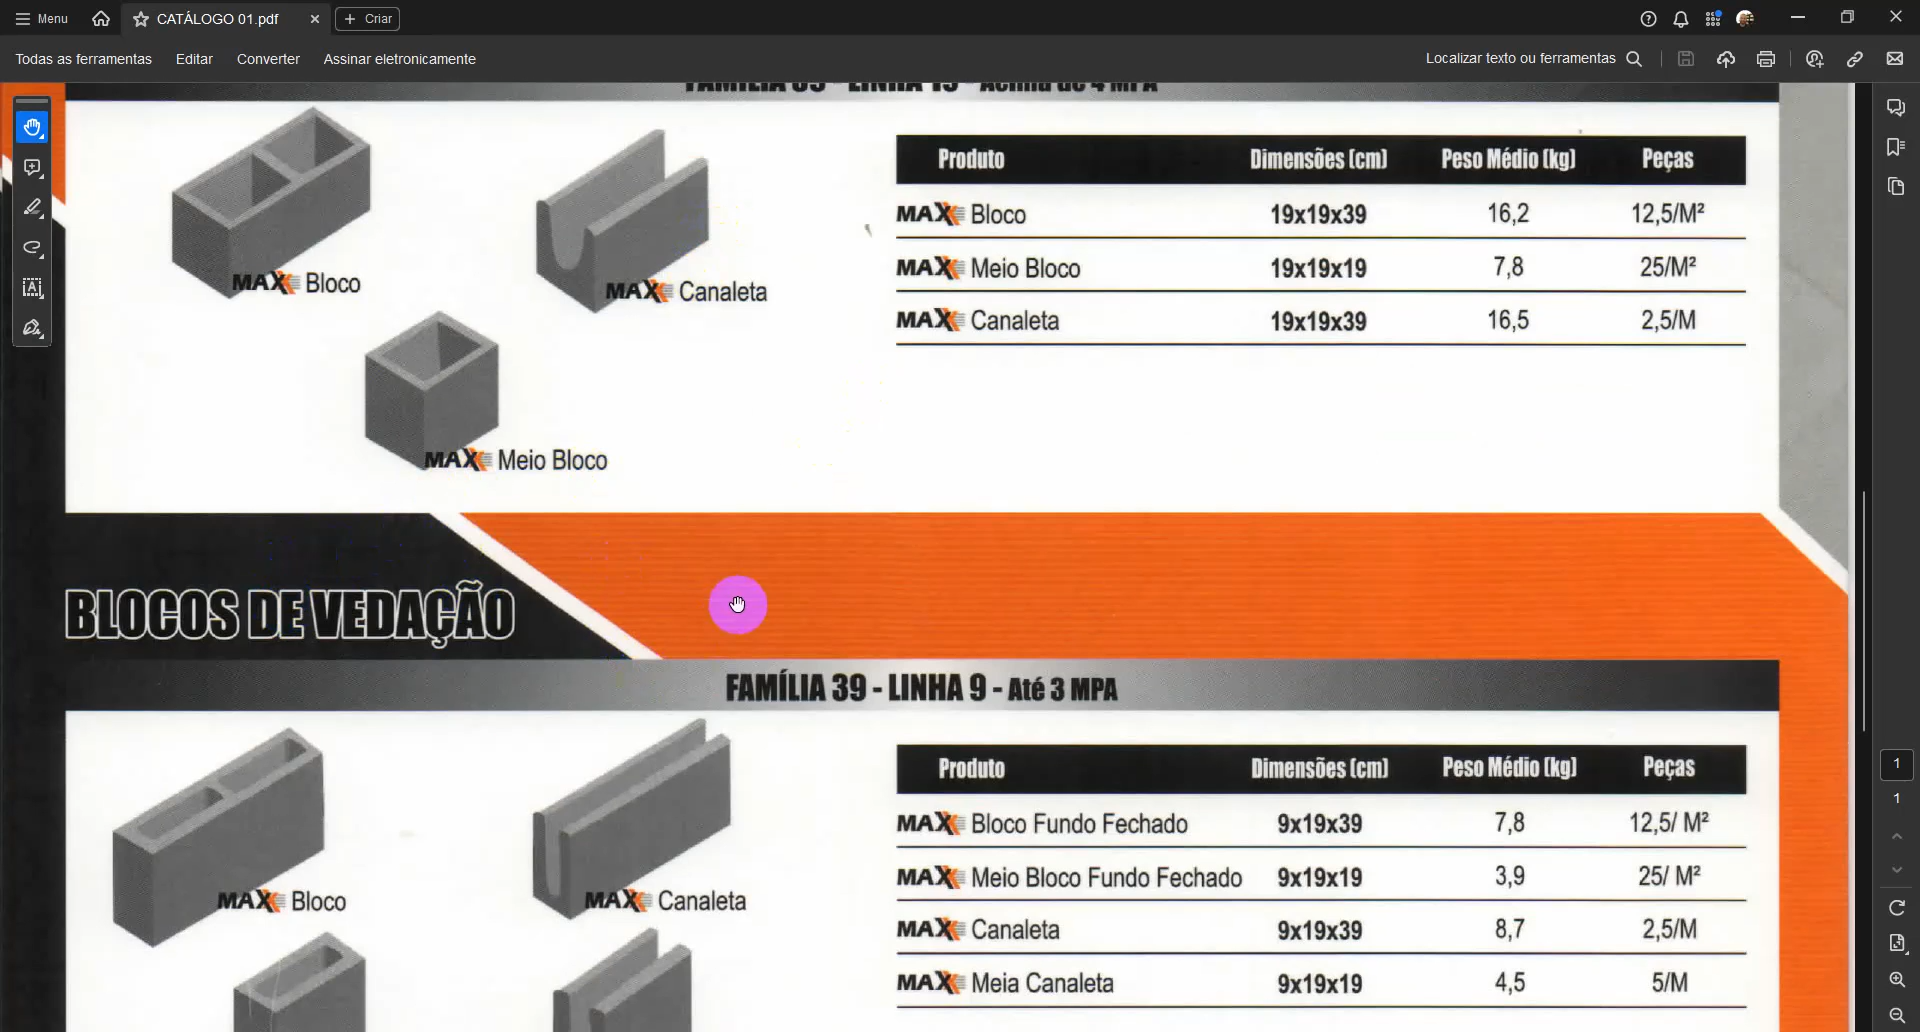 Menu
CATÁLOGO 01.pdf
Criar
Todas as ferramentas
Editar
Converter
Assinar eletronicamente
Localizar texto ou ferramentas
MAX Bloco
MAX Canaleta
MAX Meio Bloco
Produto Dimensões (cm) Peso Médio (kg) Peças
MAX Bloco 19x19x39 16,2 12,5/M²
MAX Meio Bloco 19x19x19 7,8 25/M²
MAX Canaleta 19x19x39 16,5 2,5/M
BLOCOS DE VEDAÇÃO
FAMÍLIA 39 - LINHA 9 - Até 3 MPA
MAX Bloco
MAX Canaleta
Produto Dimensões (cm) Peso Médio (kg) Peças
MAX Bloco Fundo Fechado 9x19x39 7,8 12,5/ M²
MAX Meio Bloco Fundo Fechado 9x19x19 3,9 25/ M²
MAX Canaleta 9x19x39 8,7 2,5/M
MAX Meia Canaleta 9x19x19 4,5 5/M
1
1